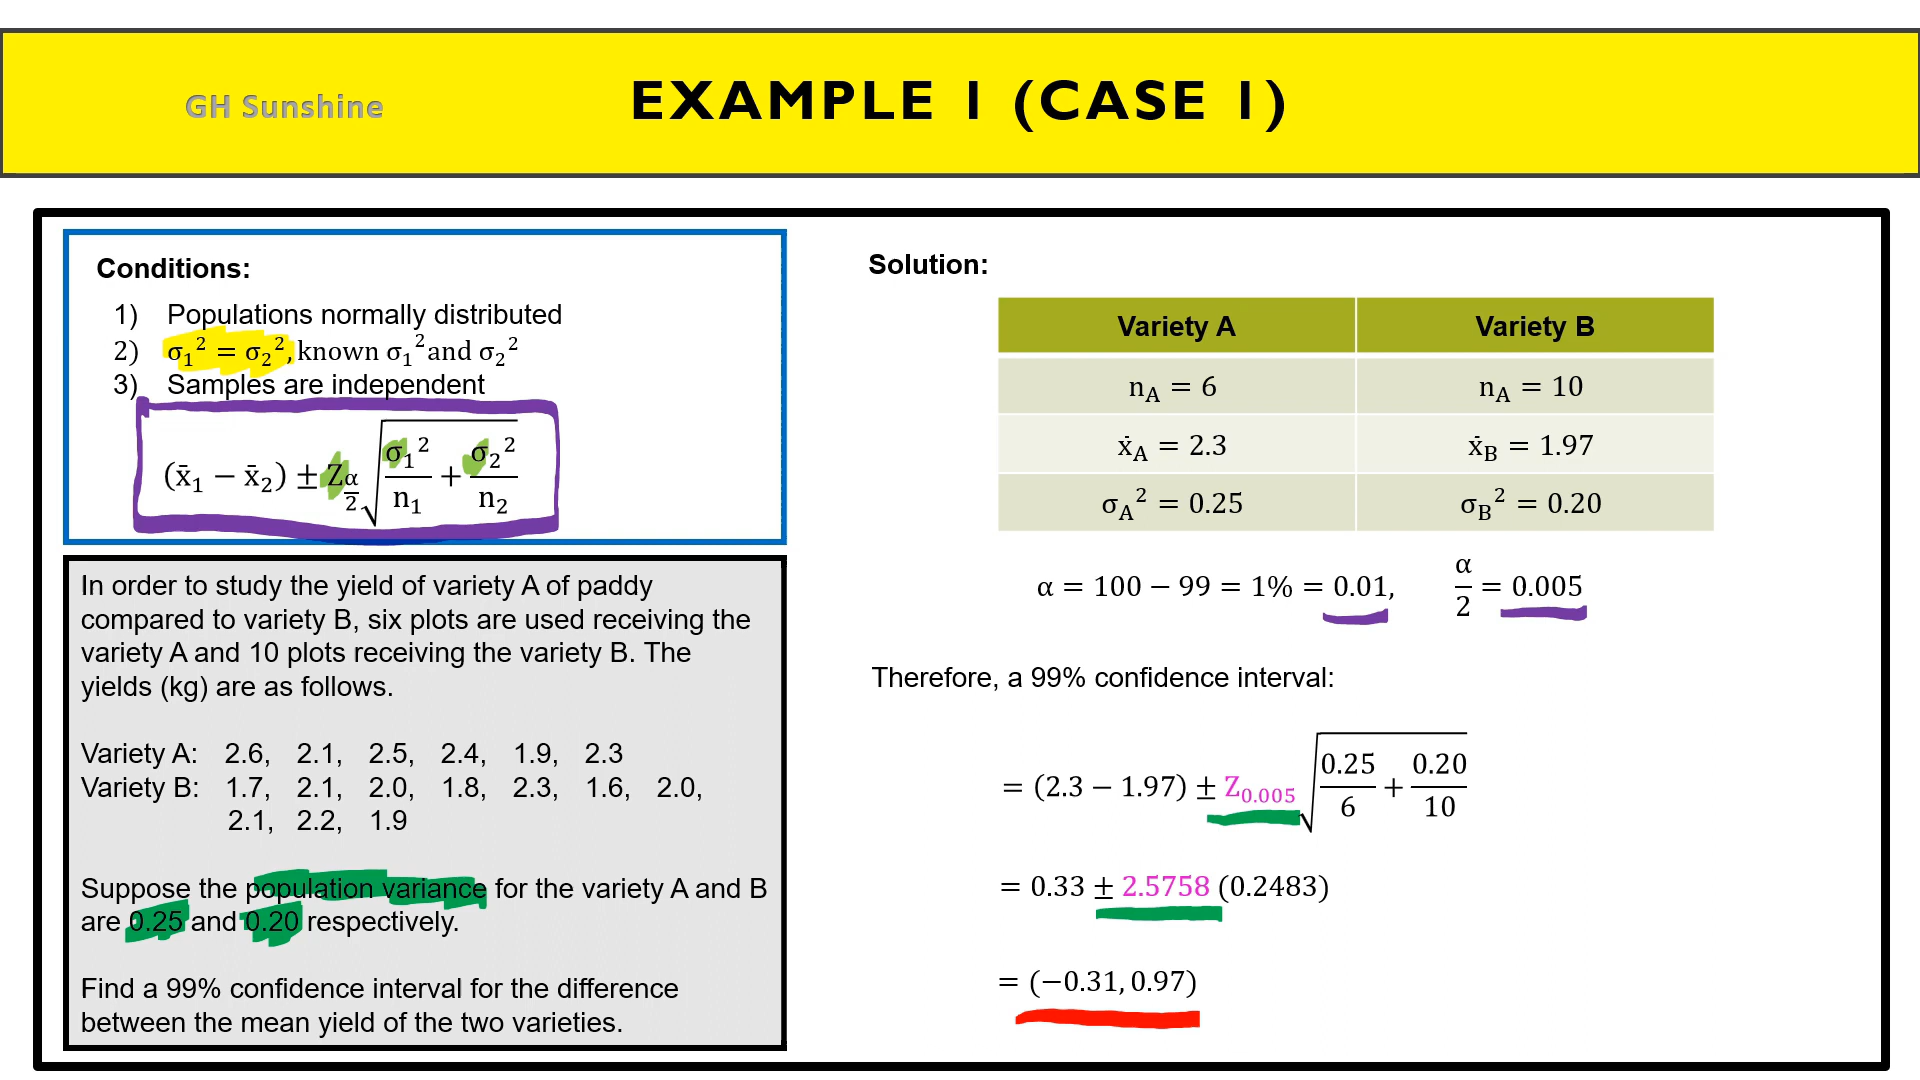 GH Sunshine
EXAMPLE 1 (CASE 1)
Conditions:
1) Populations normally distributed
2) σ₁² = σ₂², known σ₁² and σ₂²
3) Samples are independent
(x̄₁ − x̄₂) ± Z_(α/2) √(σ₁²/n₁ + σ₂²/n₂)
In order to study the yield of variety A of paddy
compared to variety B, six plots are used receiving the
variety A and 10 plots receiving the variety B. The
yields (kg) are as follows.
Variety A: 2.6, 2.1, 2.5, 2.4, 1.9, 2.3
Variety B: 1.7, 2.1, 2.0, 1.8, 2.3, 1.6, 2.0,
2.1, 2.2, 1.9
Suppose the population variance for the variety A and B
are 0.25 and 0.20 respectively.
Find a 99% confidence interval for the difference
between the mean yield of the two varieties.
Solution:
Variety A Variety B
n_A = 6 n_A = 10
ẋ_A = 2.3 ẋ_B = 1.97
σ_A² = 0.25 σ_B² = 0.20
α = 100 − 99 = 1% = 0.01, α/2 = 0.005
Therefore, a 99% confidence interval:
= (2.3 − 1.97) ± Z₀.₀₀₅ √(0.25/6 + 0.20/10)
= 0.33 ± 2.5758 (0.2483)
= (−0.31, 0.97)